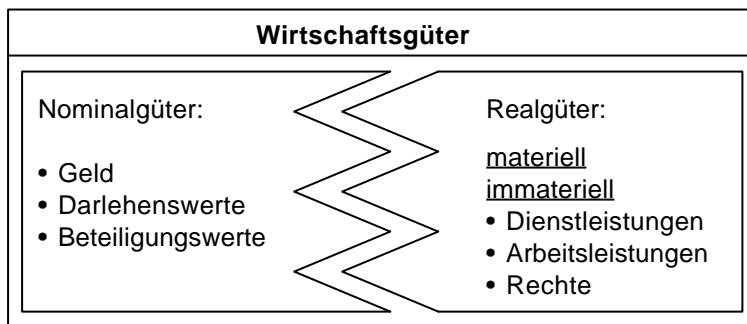 Wirtschaftsgüter
Nominalgüter:
• Geld
• Darlehenswerte
• Beteiligungswerte
Realgüter:
materiell
immateriell
• Dienstleistungen
• Arbeitsleistungen
• Rechte